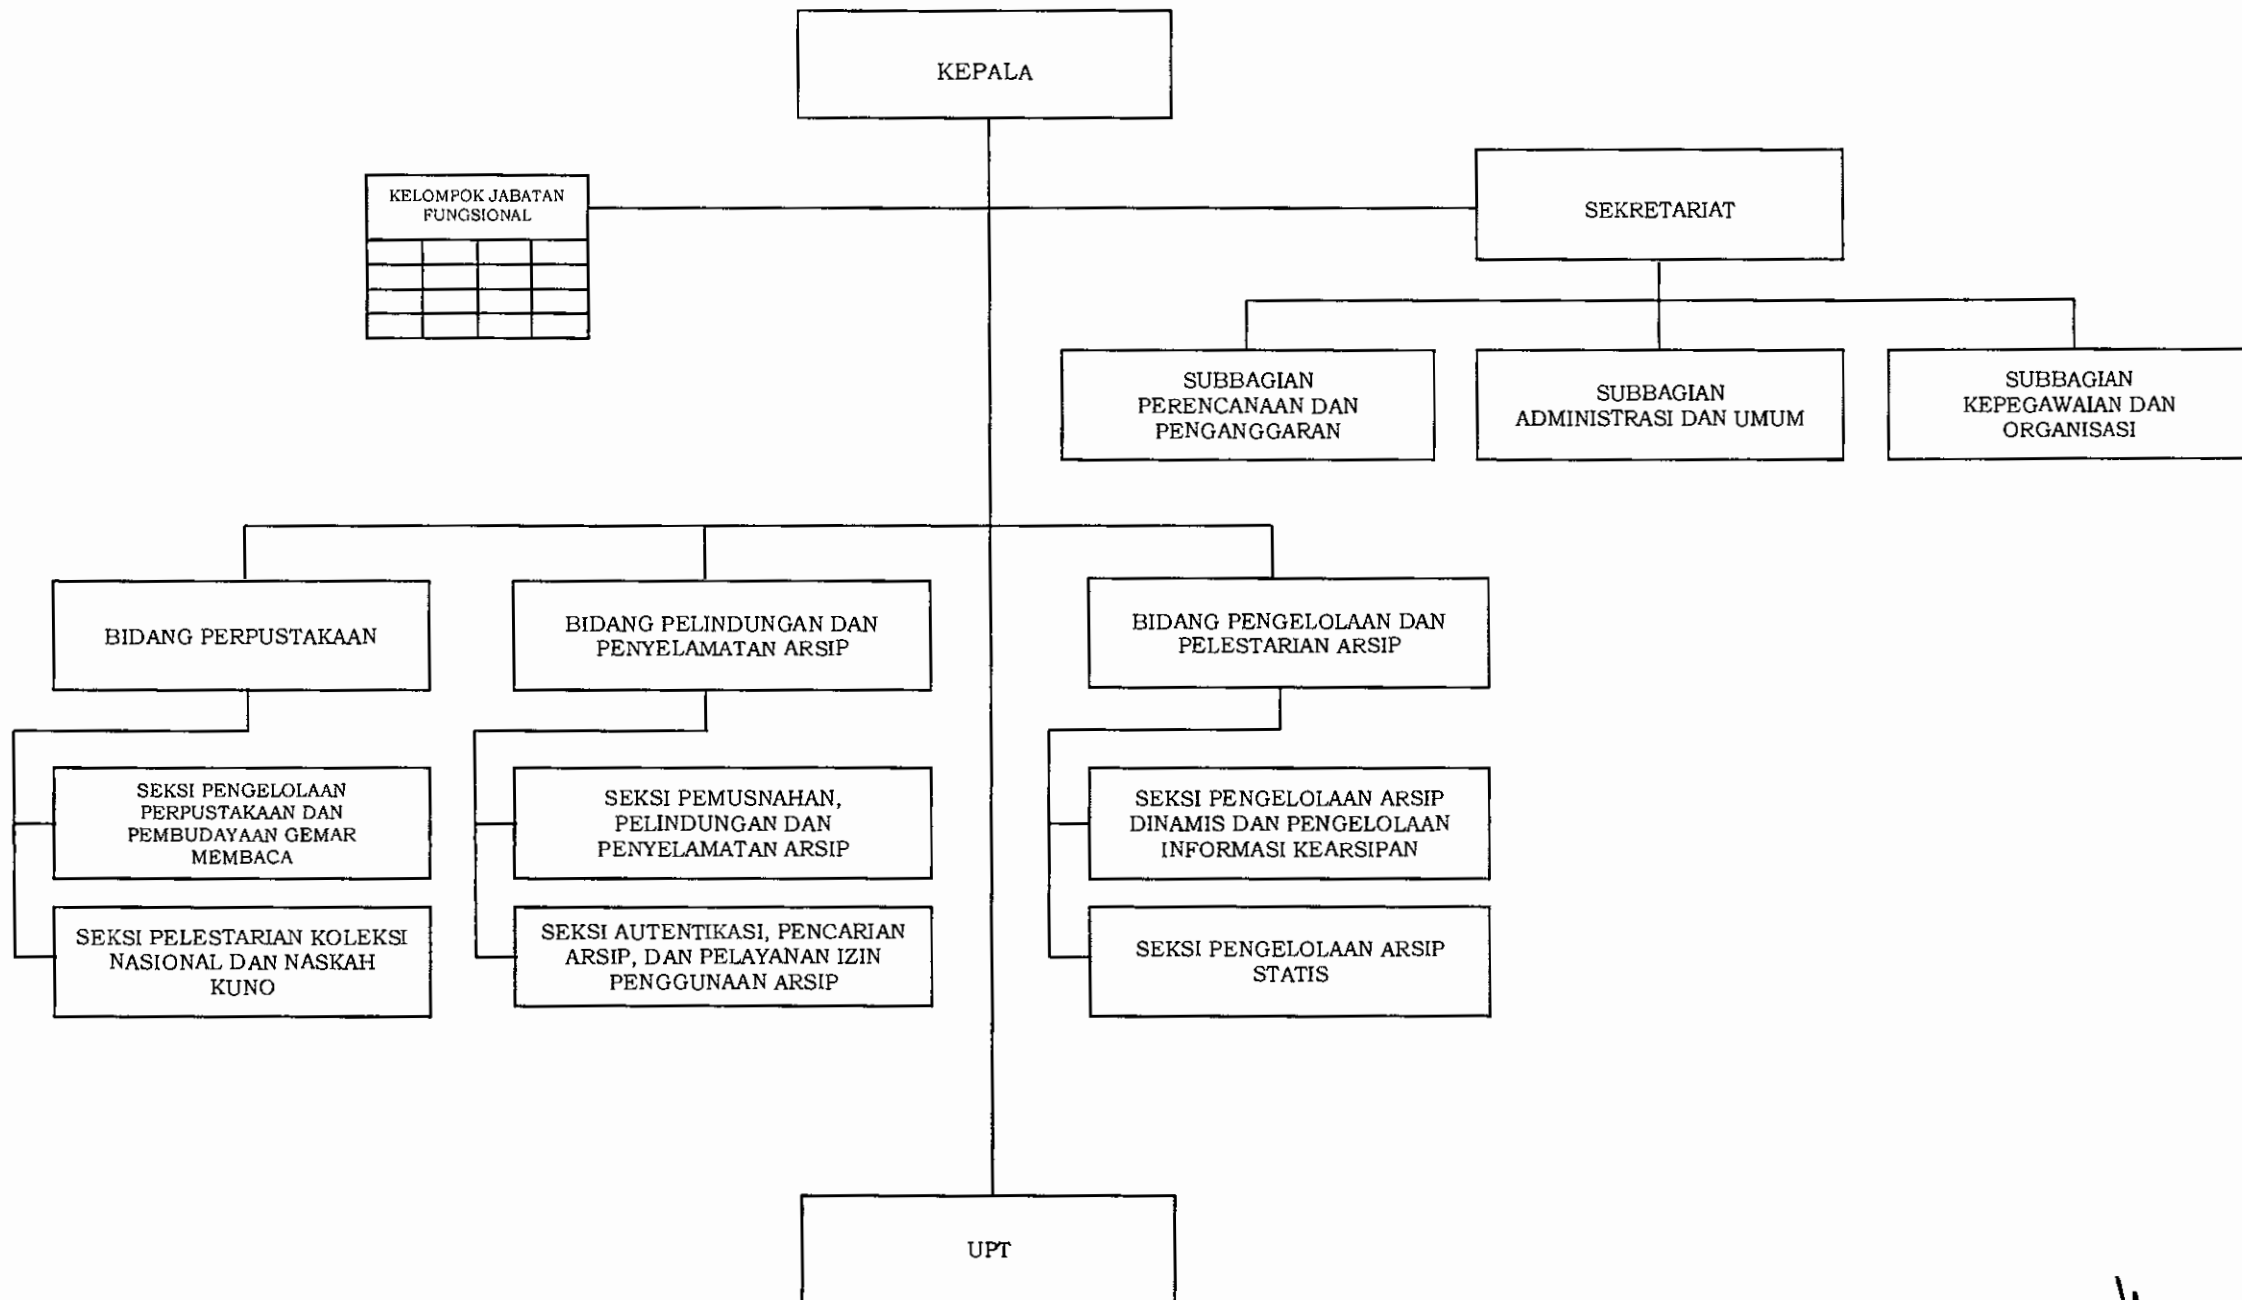 KEPALA
KELOMPOK JABATAN
FUNGSIONAL
SEKRETARIAT
SUBBAGIAN
PERENCANAAN DAN
PENGANGGARAN
SUBBAGIAN
ADMINISTRASI DAN UMUM
SUBBAGIAN
KEPEGAWAIAN DAN
ORGANISASI
BIDANG PERPUSTAKAAN
BIDANG PELINDUNGAN DAN
PENYELAMATAN ARSIP
BIDANG PENGELOLAAN DAN
PELESTARIAN ARSIP
SEKSI PENGELOLAAN
PERPUSTAKAAN DAN
PEMBUDAYAAN GEMAR
MEMBACA
SEKSI PEMUSNAHAN,
PELINDUNGAN DAN
PENYELAMATAN ARSIP
SEKSI PENGELOLAAN ARSIP
DINAMIS DAN PENGELOLAAN
INFORMASI KEARSIPAN
SEKSI PELESTARIAN KOLEKSI
NASIONAL DAN NASKAH
KUNO
SEKSI AUTENTIKASI, PENCARIAN
ARSIP, DAN PELAYANAN IZIN
PENGGUNAAN ARSIP
SEKSI PENGELOLAAN ARSIP
STATIS
UPT